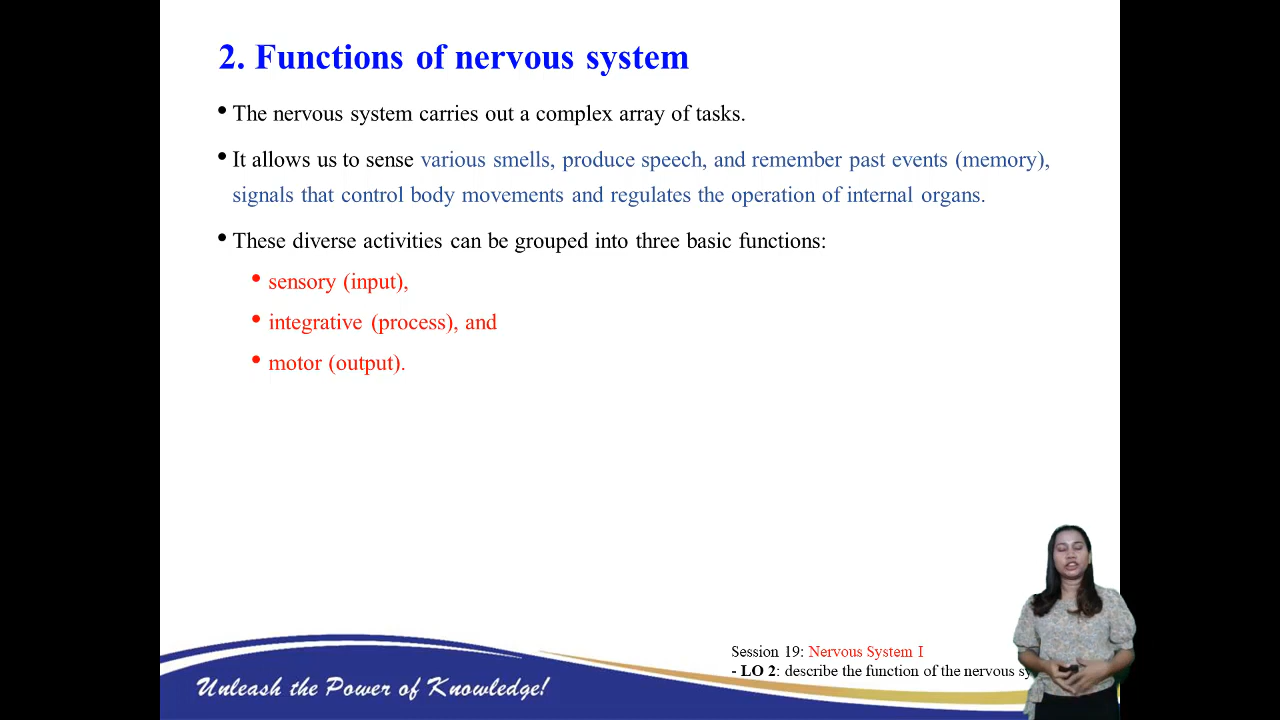 2. Functions of nervous system
• The nervous system carries out a complex array of tasks.
• It allows us to sense various smells, produce speech, and remember past events (memory),
signals that control body movements and regulates the operation of internal organs.
• These diverse activities can be grouped into three basic functions:
• sensory (input),
• integrative (process), and
• motor (output).
Session 19: Nervous System I
- LO 2: describe the function of the nervous
Unleash the Power of Knowledge!